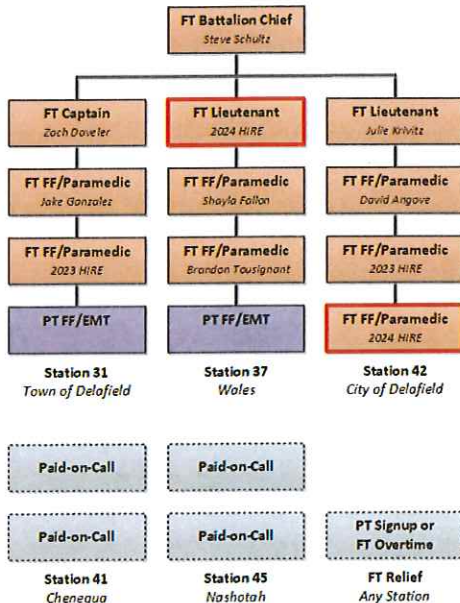 FT Battalion Chief
Steve Schultz
FT Captain
Zach Doveler
FT Lieutenant
2024 HIRE
FT Lieutenant
Julie Krivitz
FT FF/Paramedic
Jake Gonzalez
FT FF/Paramedic
Shayla Fallon
FT FF/Paramedic
David Angove
FT FF/Paramedic
2023 HIRE
FT FF/Paramedic
Brandon Tousignant
FT FF/Paramedic
2023 HIRE
PT FF/EMT
PT FF/EMT
FT FF/Paramedic
2024 HIRE
Station 31
Town of Delafield
Station 37
Wales
Station 42
City of Delafield
Paid-on-Call
Paid-on-Call
Paid-on-Call
Paid-on-Call
PT Signup or
FT Overtime
Station 41
Chenequa
Station 45
Nashotah
FT Relief
Any Station